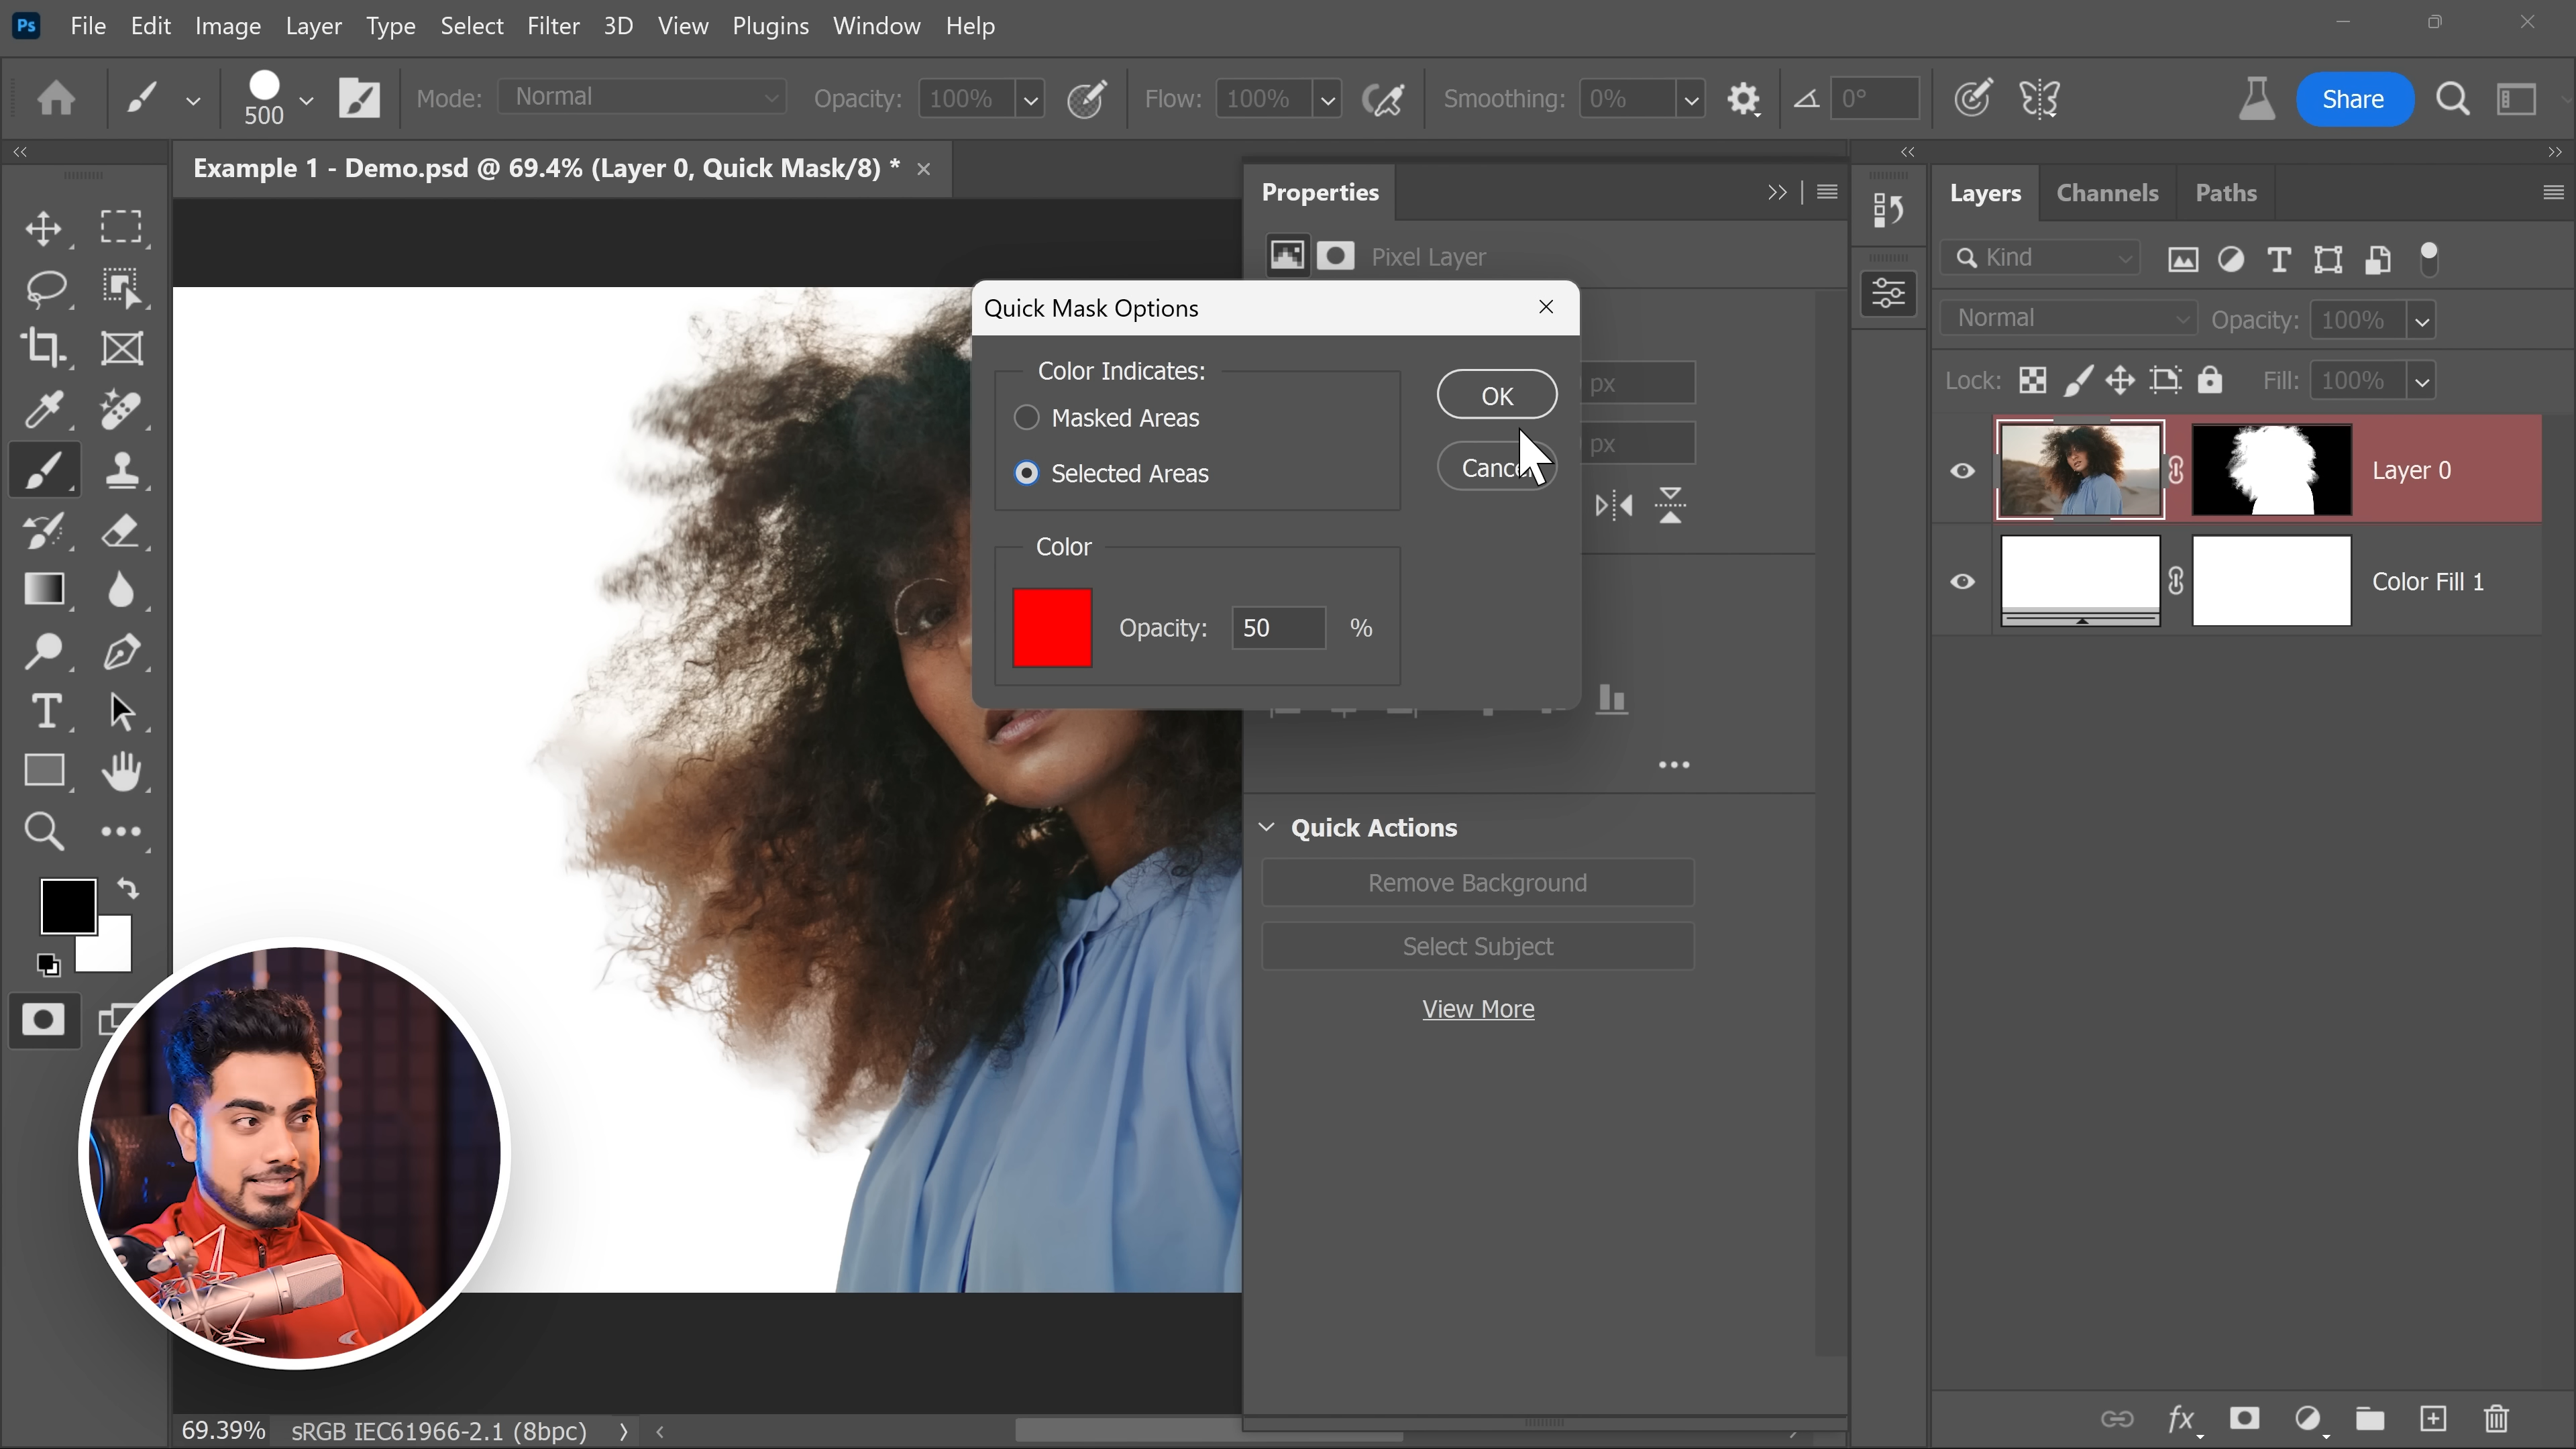 Ps File Edit Image Layer Type Select Filter 3D View Plugins Window Help
500 Mode: Normal Opacity: 100% Flow: 100% Smoothing: 0% 0° Share
Example 1 - Demo.psd @ 69.4% (Layer 0, Quick Mask/8) *
Properties
Pixel Layer
Quick Mask Options
Color Indicates:
Masked Areas
Selected Areas
OK
Cancel
Color
Opacity: 50 %
px
px
Quick Actions
Remove Background
Select Subject
View More
Layers Channels Paths
Kind
Normal Opacity: 100%
Lock: Fill: 100%
Layer 0
Color Fill 1
fx
69.39% sRGB IEC61966-2.1 (8bpc)